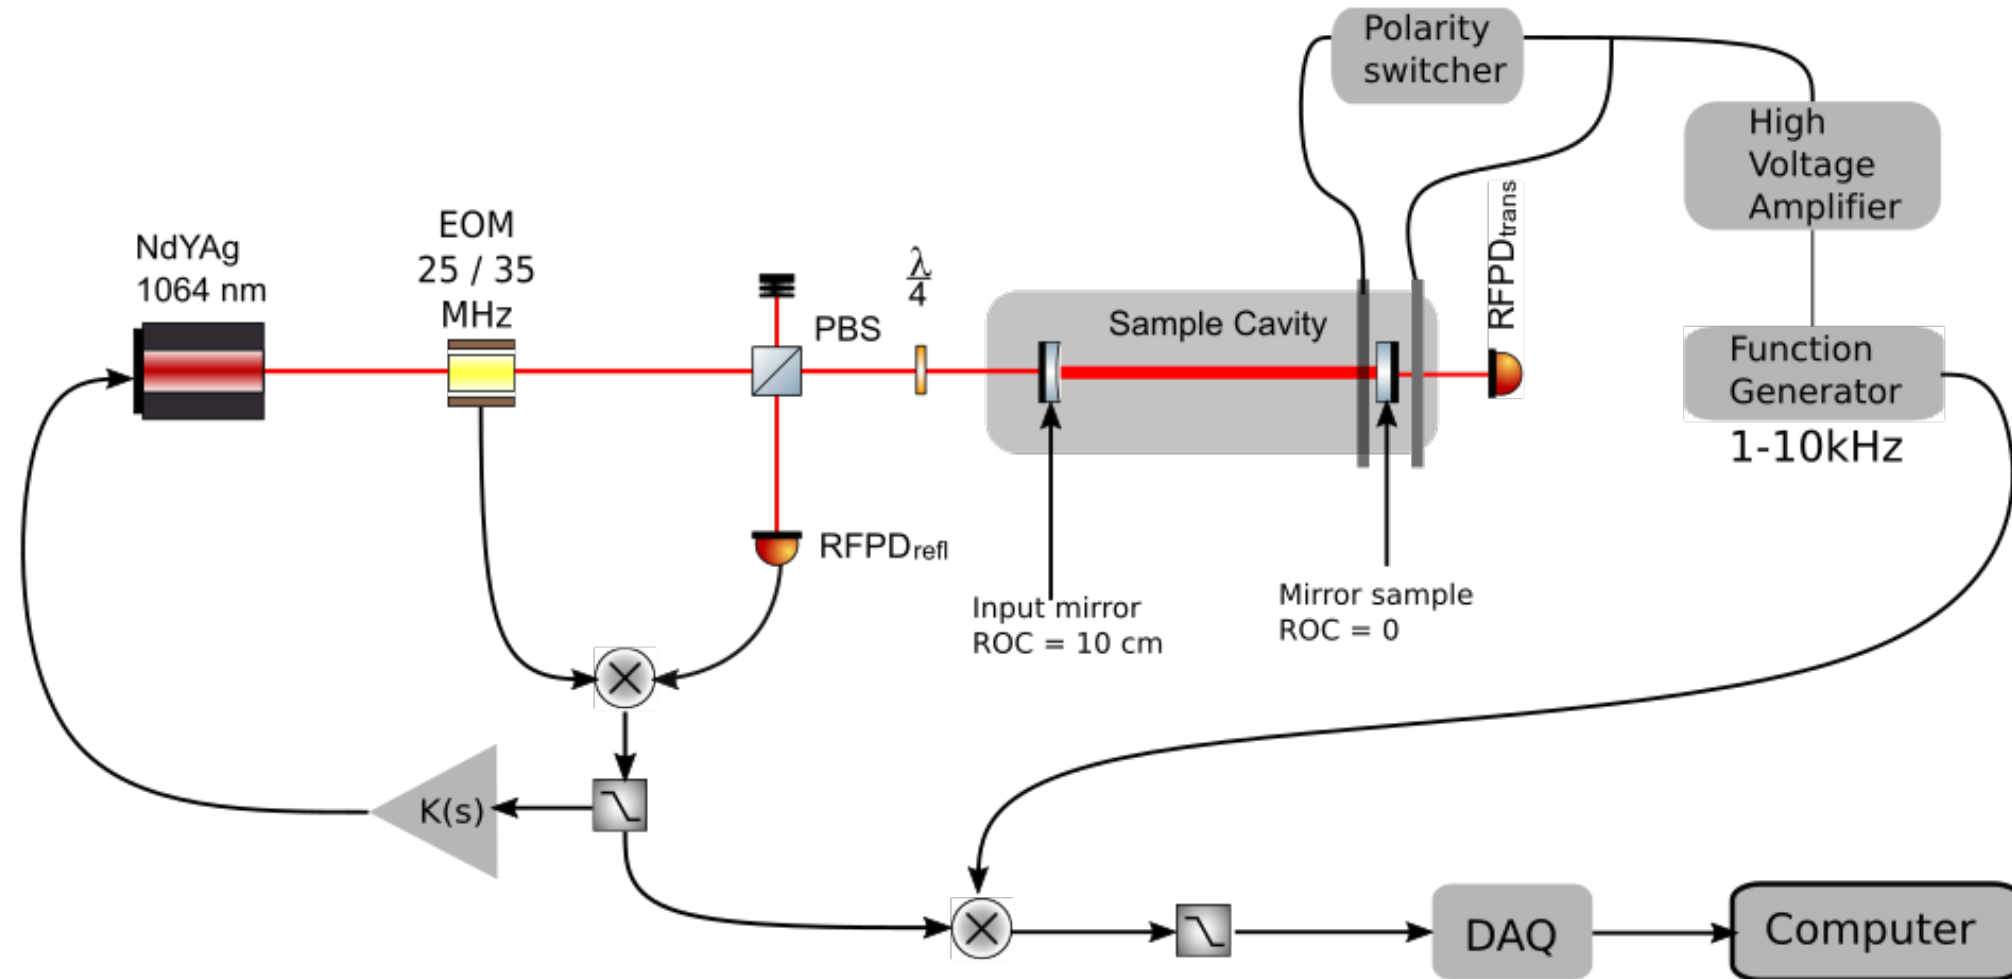 Polarity
switcher
High
Voltage
Amplifier
NdYAg
1064 nm
EOM
25 / 35
MHz
PBS
λ
4
Sample Cavity
RFPDtrans
Function
Generator
1-10kHz
RFPDrefl
Input mirror
ROC = 10 cm
Mirror sample
ROC = 0
K(s)
DAQ
Computer